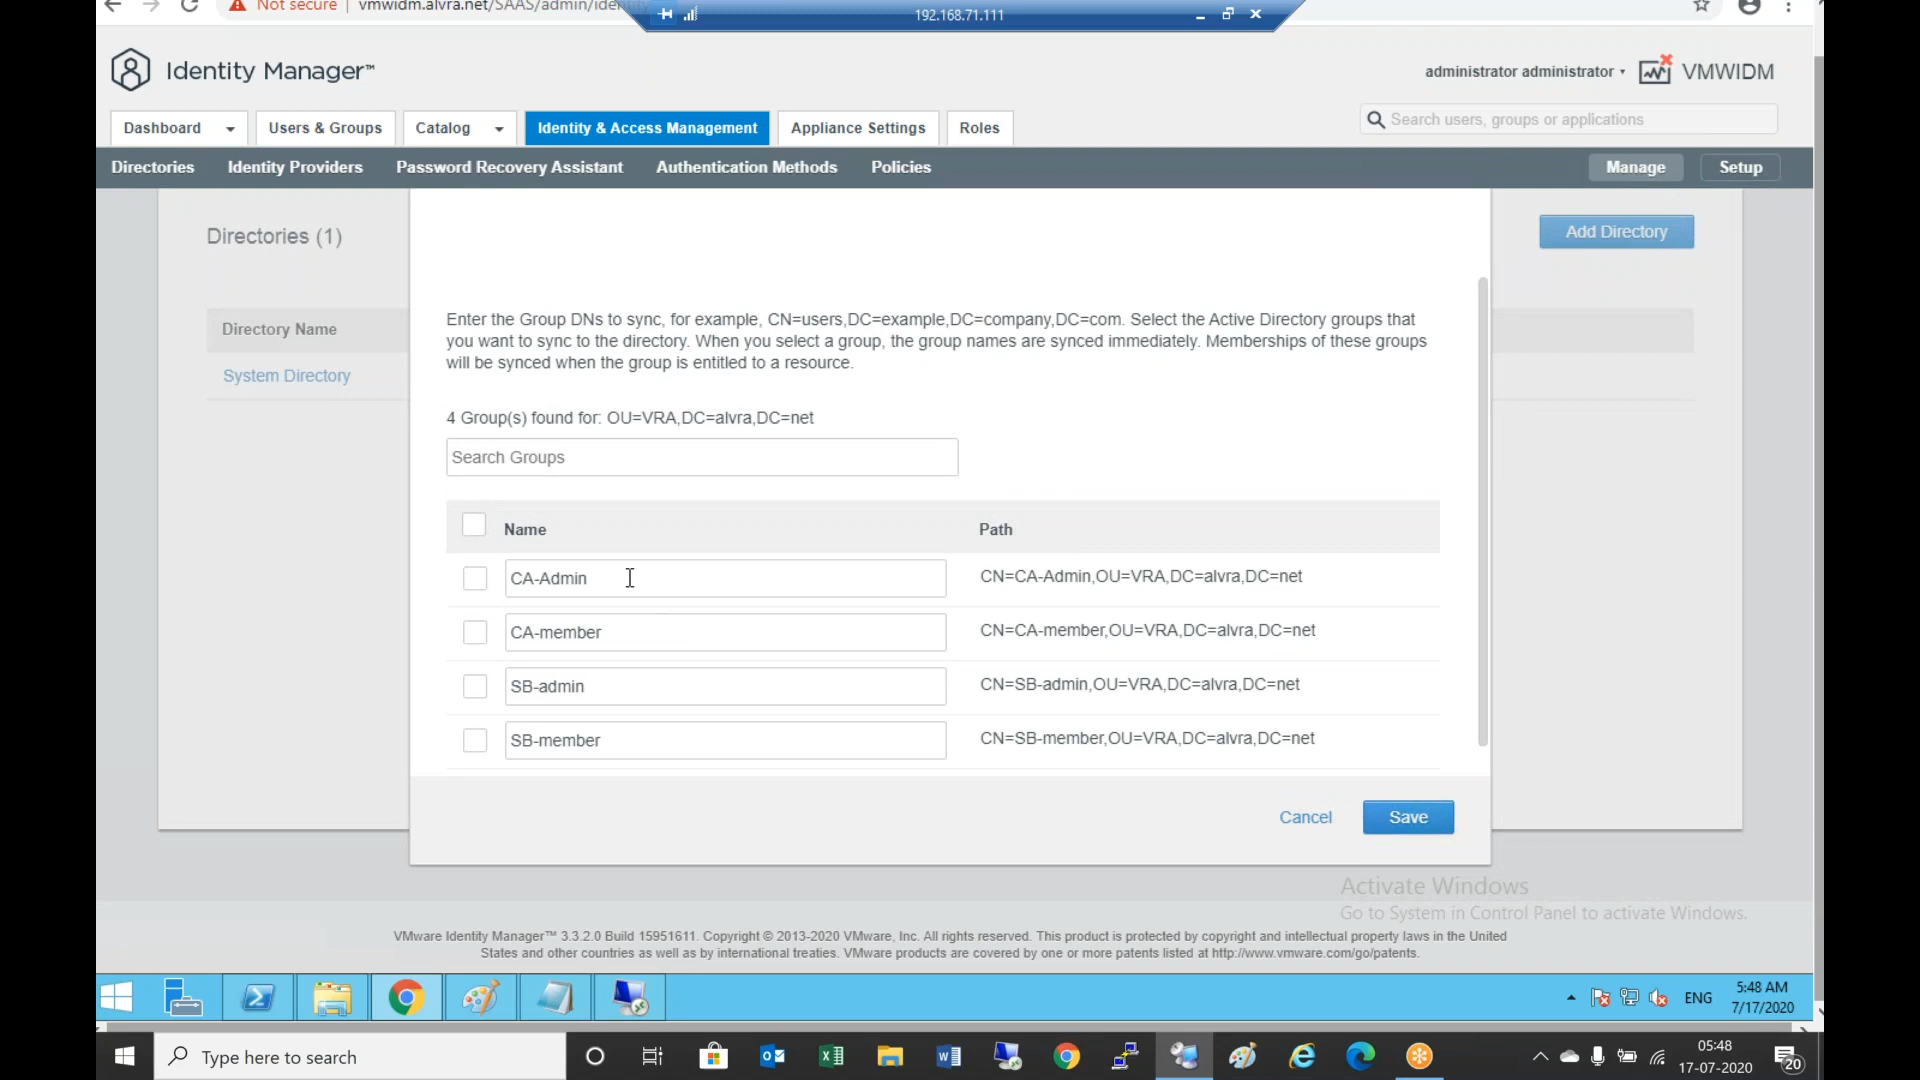 Not secure | vmwidm.alvra.net/SAAS/admin/iden
192.168.71.111
Identity Manager™
administrator administrator
VMWIDM
Dashboard
Users & Groups
Catalog
Identity & Access Management
Appliance Settings
Roles
Search users, groups or applications
Directories
Identity Providers
Password Recovery Assistant
Authentication Methods
Policies
Manage
Setup
Directories (1)
Add Directory
Directory Name
System Directory
Enter the Group DNs to sync, for example, CN=users,DC=example,DC=company,DC=com. Select the Active Directory groups that
you want to sync to the directory. When you select a group, the group names are synced immediately. Memberships of these groups
will be synced when the group is entitled to a resource.
4 Group(s) found for: OU=VRA,DC=alvra,DC=net
Search Groups
Name
Path
CA-Admin
CN=CA-Admin,OU=VRA,DC=alvra,DC=net
CA-member
CN=CA-member,OU=VRA,DC=alvra,DC=net
SB-admin
CN=SB-admin,OU=VRA,DC=alvra,DC=net
SB-member
CN=SB-member,OU=VRA,DC=alvra,DC=net
Cancel
Save
Activate Windows
Go to System in Control Panel to activate Windows.
VMware Identity Manager™ 3.3.2.0 Build 15951611. Copyright © 2013-2020 VMware, Inc. All rights reserved. This product is protected by copyright and intellectual property laws in the United
States and other countries as well as by international treaties. VMware products are covered by one or more patents listed at http://www.vmware.com/go/patents.
ENG
5:48 AM
7/17/2020
Type here to search
05:48
17-07-2020
20